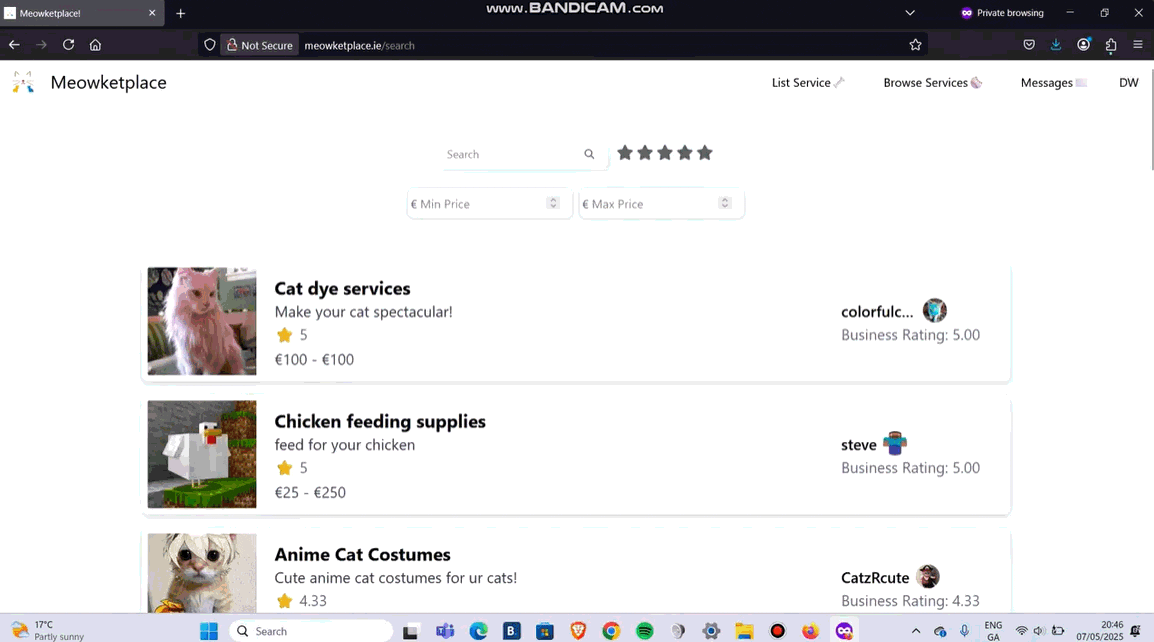 www.BANDICAM.com
Meowketplace!
Private browsing
Not Secure
meowketplace.ie/search
Meowketplace
List Service
Browse Services
Messages
DW
Search
€ Min Price
€ Max Price
Cat dye services
Make your cat spectacular!
5
€100 - €100
colorfulc...
Business Rating: 5.00
Chicken feeding supplies
feed for your chicken
5
€25 - €250
steve
Business Rating: 5.00
Anime Cat Costumes
Cute anime cat costumes for ur cats!
4.33
CatzRcute
Business Rating: 4.33
17°C
Partly sunny
Search
ENG
GA
20:46
07/05/2025